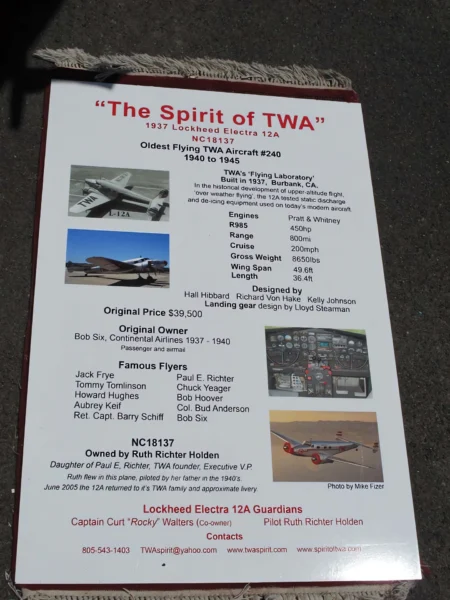 "The Spirit of TWA"
1937 Lockheed Electra 12A
NC18137
Oldest Flying TWA Aircraft #240
1940 to 1945
TWA's 'Flying Laboratory'
Built in 1937, Burbank, CA.
In the historical development of upper-altitude flight,
'over weather flying', the 12A tested static discharge
and de-icing equipment used on today's modern aircraft.
TWA
L-12A
Engines Pratt & Whitney
R985 450hp
Range 800mi
Cruise 200mph
Gross Weight 8650lbs
Wing Span 49.6ft
Length 36.4ft
Designed by
Hall Hibbard Richard Von Hake Kelly Johnson
Landing gear design by Lloyd Stearman
Original Price $39,500
Original Owner
Bob Six, Continental Airlines 1937 - 1940
Passenger and airmail
Famous Flyers
Jack Frye Paul E. Richter
Tommy Tomlinson Chuck Yeager
Howard Hughes Bob Hoover
Aubrey Keif Col. Bud Anderson
Ret. Capt. Barry Schiff Bob Six
NC18137
Owned by Ruth Richter Holden
Daughter of Paul E, Richter, TWA founder, Executive V.P.
Ruth flew in this plane, piloted by her father in the 1940's.
June 2005 the 12A returned to it's TWA family and approximate livery.
Photo by Mike Fizer
Lockheed Electra 12A Guardians
Captain Curt "Rocky" Walters (Co-owner) Pilot Ruth Richter Holden
Contacts
805-543-1403 TWAspirit@yahoo.com www.twaspirit.com www.spiritoftwa.com